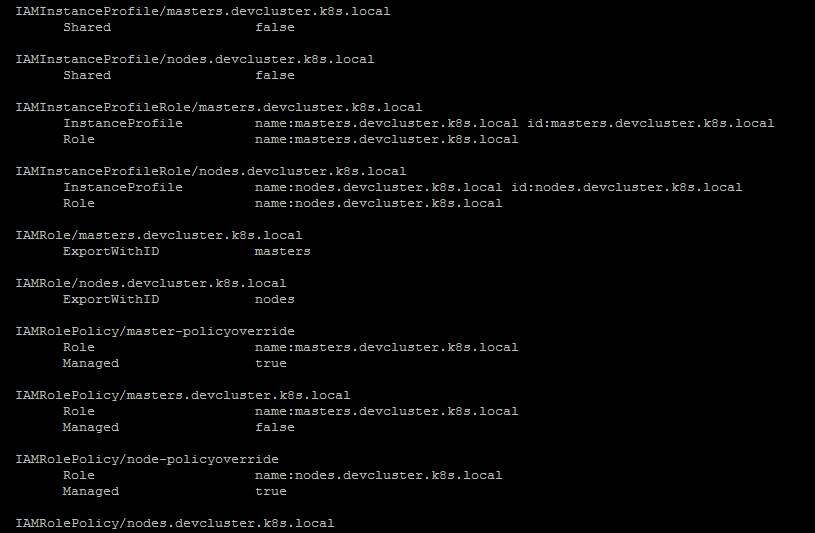 IAMInstanceProfile/masters.devcluster.k8s.local
Shared false
IAMInstanceProfile/nodes.devcluster.k8s.local
Shared false
IAMInstanceProfileRole/masters.devcluster.k8s.local
InstanceProfile name:masters.devcluster.k8s.local id:masters.devcluster.k8s.local
Role name:masters.devcluster.k8s.local
IAMInstanceProfileRole/nodes.devcluster.k8s.local
InstanceProfile name:nodes.devcluster.k8s.local id:nodes.devcluster.k8s.local
Role name:nodes.devcluster.k8s.local
IAMRole/masters.devcluster.k8s.local
ExportWithID masters
IAMRole/nodes.devcluster.k8s.local
ExportWithID nodes
IAMRolePolicy/master-policyoverride
Role name:masters.devcluster.k8s.local
Managed true
IAMRolePolicy/masters.devcluster.k8s.local
Role name:masters.devcluster.k8s.local
Managed false
IAMRolePolicy/node-policyoverride
Role name:nodes.devcluster.k8s.local
Managed true
IAMRolePolicy/nodes.devcluster.k8s.local